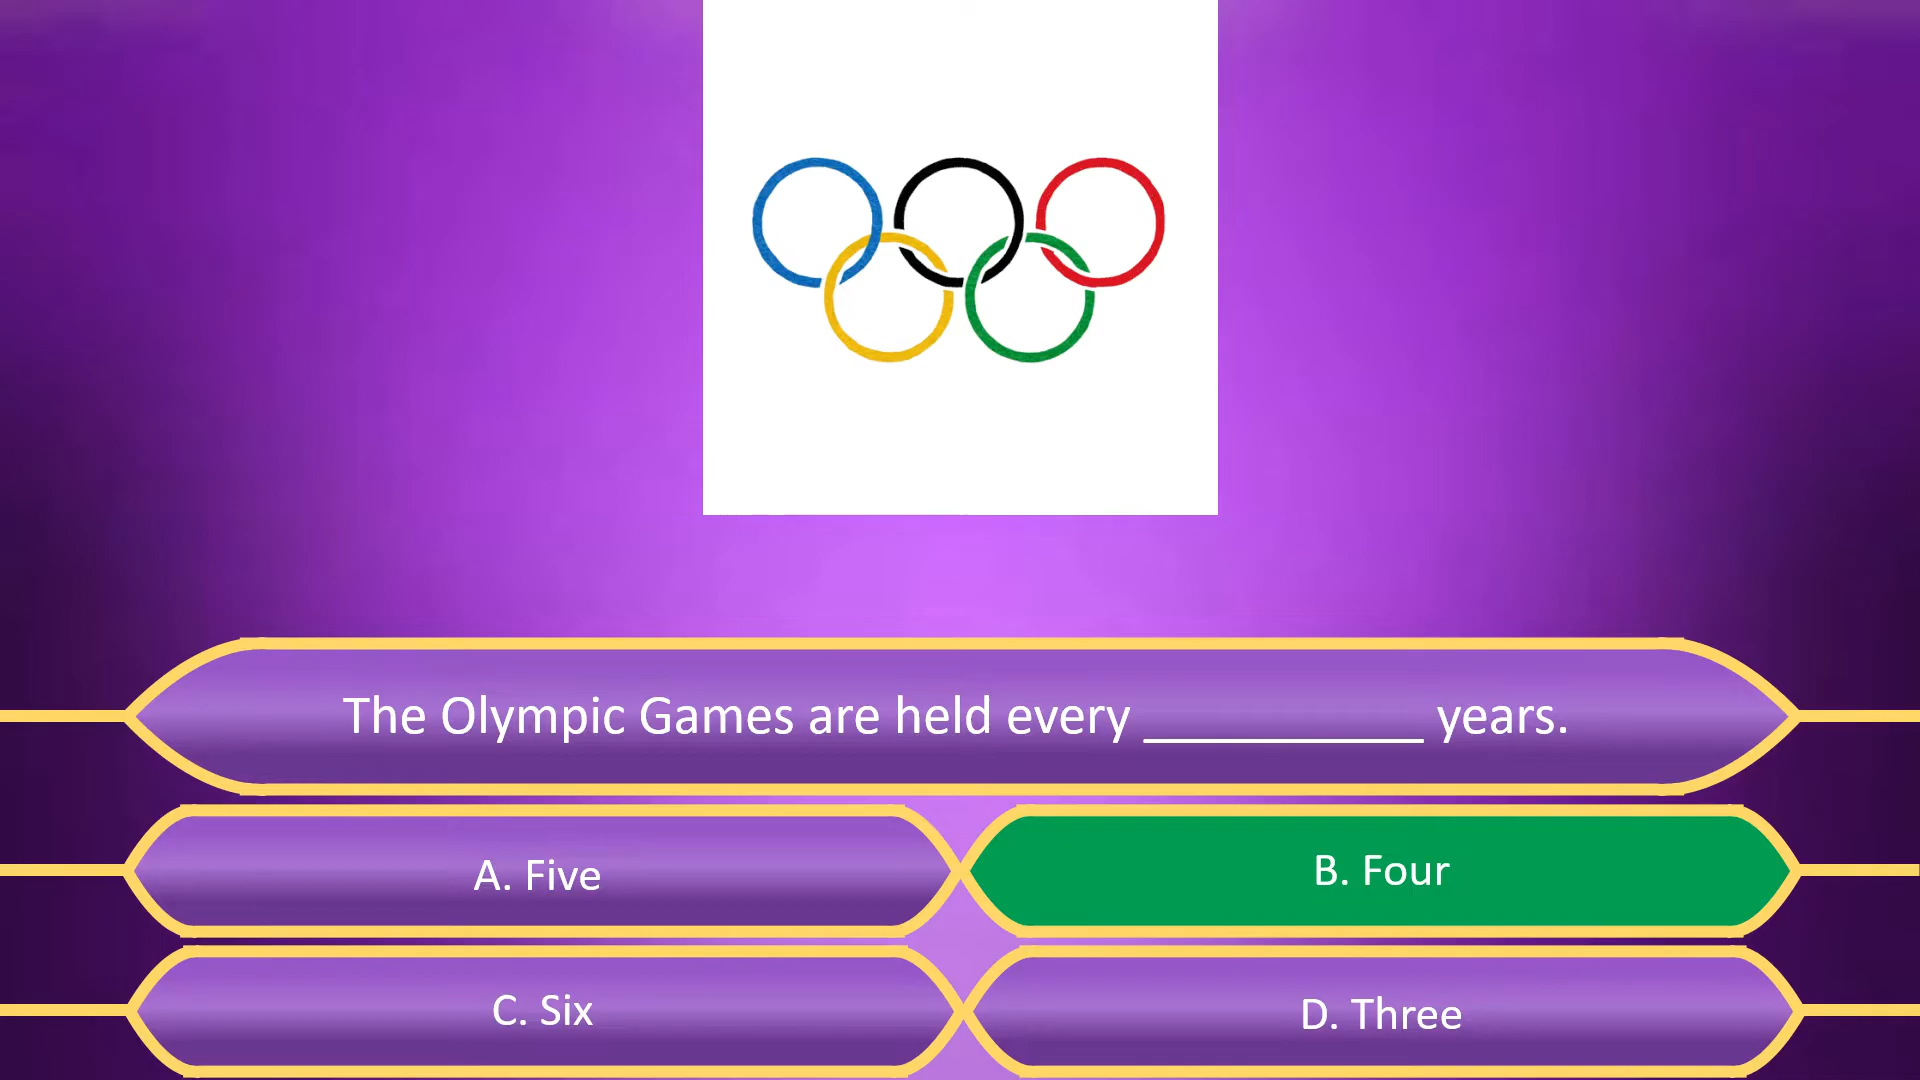 The Olympic Games are held every __________ years.
A. Five
B. Four
C. Six
D. Three